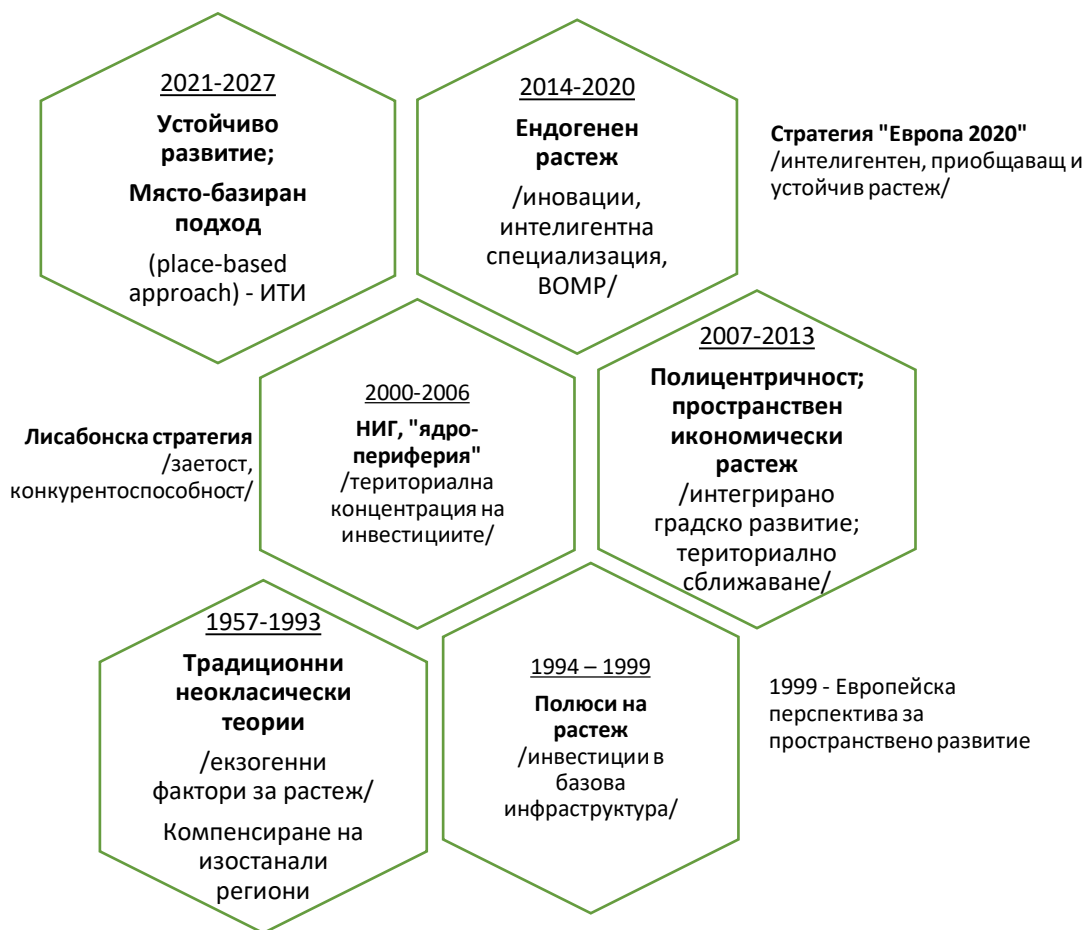 2021-2027
Устойчиво
развитие;
Място-базиран
подход
(place-based
approach) - ИТИ
2014-2020
Ендогенен
растеж
/иновации,
интелигентна
специализация,
ВОМР/
Стратегия "Европа 2020"
/интелигентен, приобщаващ и
устойчив растеж/
Лисабонска стратегия
/заетост,
конкурентоспособност/
2000-2006
НИГ, "ядро-
периферия"
/териториална
концентрация на
инвестициите/
2007-2013
Полицентричност;
пространствен
икономически
растеж
/интегрирано
градско развитие;
териториално
сближаване/
1957-1993
Традиционни
неокласически
теории
/екзогенни
фактори за растеж/
Компенсиране на
изостанали
региони
1994 – 1999
Полюси на
растеж
/инвестиции в
базова
инфраструктура/
1999 - Европейска
перспектива за
пространствено развитие